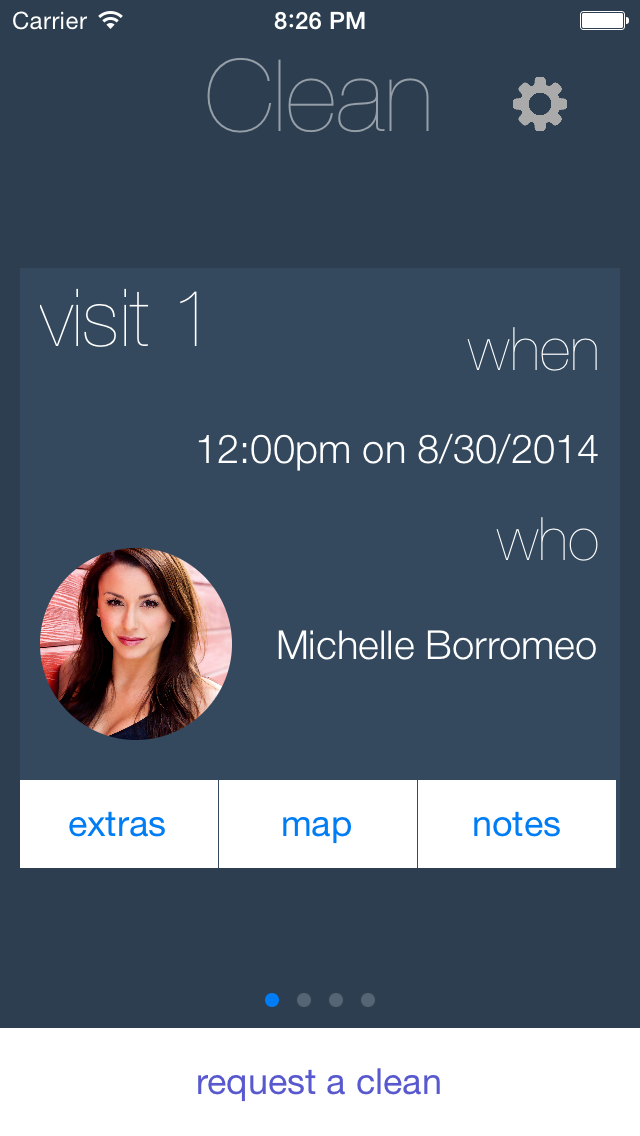 Carrier 8:26 PM
Clean
visit 1
when
12:00pm on 8/30/2014
who
Michelle Borromeo
extras map notes
request a clean